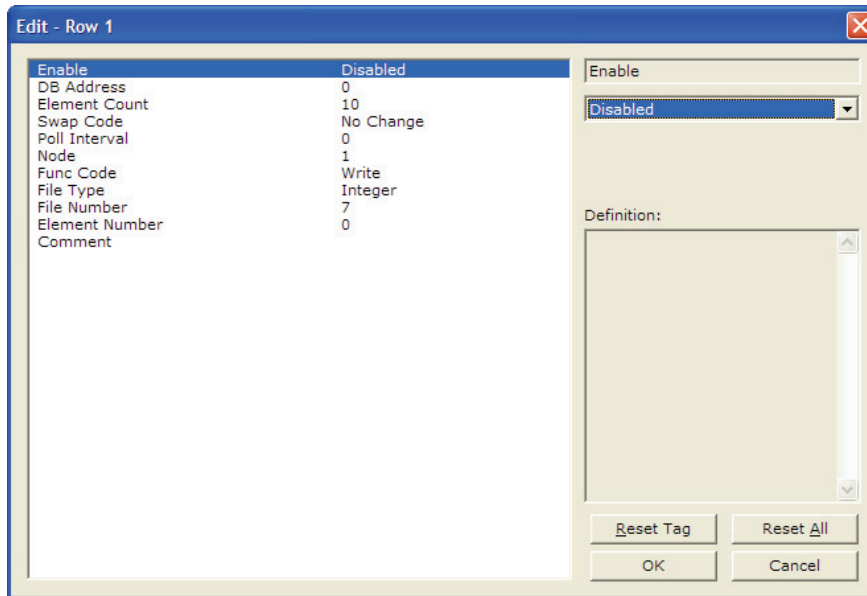 Edit - Row 1
Enable Disabled
DB Address 0
Element Count 10
Swap Code No Change
Poll Interval 0
Node 1
Func Code Write
File Type Integer
File Number 7
Element Number 0
Comment
Enable
Disabled
Definition:
Reset Tag Reset All
OK Cancel